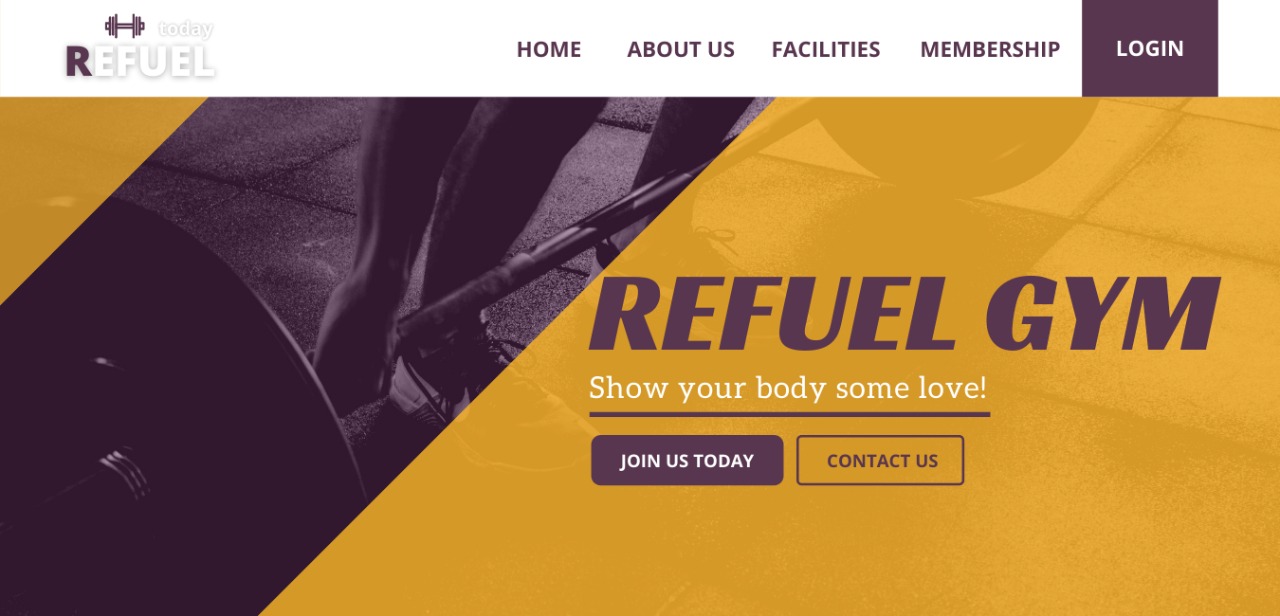 today
REFUEL
HOME ABOUT US FACILITIES MEMBERSHIP LOGIN
REFUEL GYM
Show your body some love!
JOIN US TODAY CONTACT US